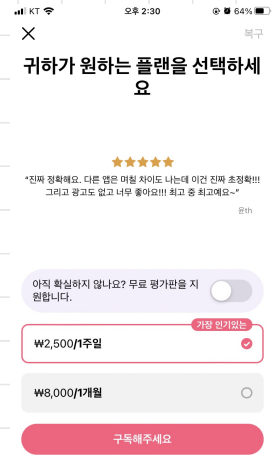 KT 오후 2:30 64%
복구
귀하가 원하는 플랜을 선택하세
요
“진짜 정확해요. 다른 앱은 며칠 차이도 나는데 이건 진짜 초정확!!!
그리고 광고도 없고 너무 좋아요!!! 최고 중 최고예요~”
윤th
아직 확실하지 않나요? 무료 평가판을 지
원합니다.
가장 인기있는
₩2,500/1주일
₩8,000/1개월
구독해주세요